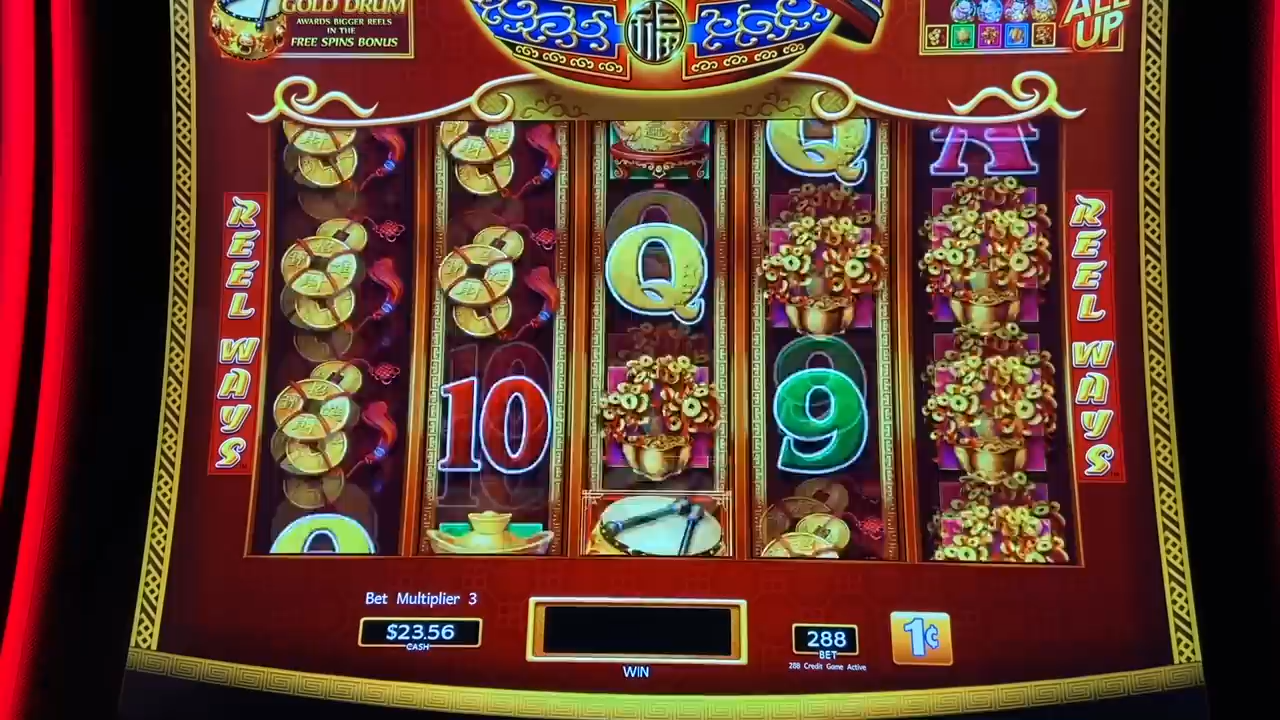 GOLD DRUM
AWARDS BIGGER REELS
IN THE
FREE SPINS BONUS
ALL
UP
REEL WAYS
REEL WAYS
Q
A
Q
10
9
Q
Bet Multiplier 3
$23.56
CASH
WIN
288
BET
288 Credit Game Active
1¢